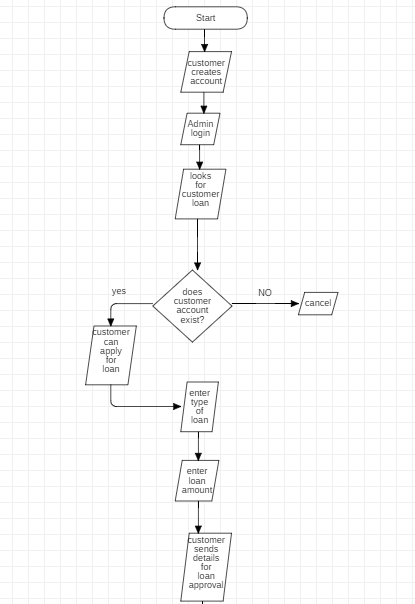 Start
customer
creates
account
Admin
login
looks
for
customer
loan
does
customer
account
exist?
yes
NO
cancel
customer
can
apply
for
loan
enter
type
of
loan
enter
loan
amount
customer
sends
details
for
loan
approval